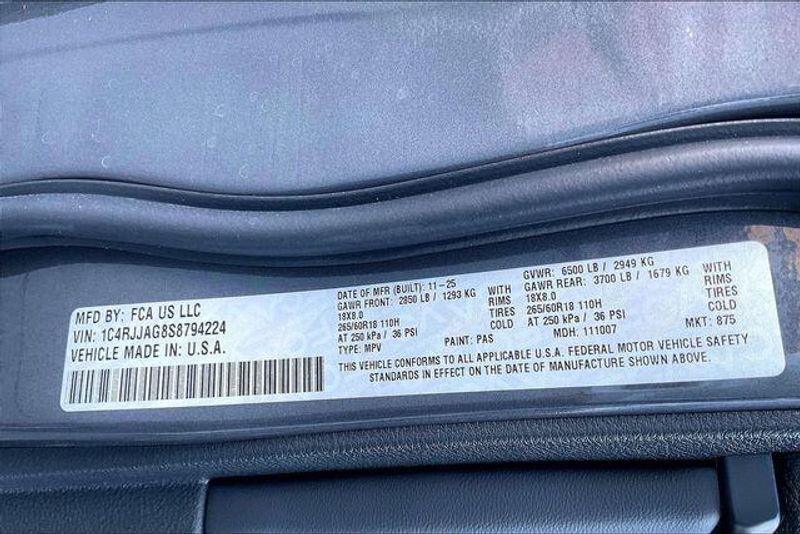 MFD BY: FCA US LLC
VIN: 1C4RJJAG8S8794224
VEHICLE MADE IN: U.S.A.
DATE OF MFR (BUILT): 11-25
GAWR FRONT: 2850 LB / 1293 KG WITH
18X8.0 RIMS
265/60R18 110H TIRES
AT 250 kPa / 36 PSI COLD
TYPE: MPV PAINT: PAS
GVWR: 6500 LB / 2949 KG
GAWR REAR: 3700 LB / 1679 KG WITH
18X8.0 RIMS
265/60R18 110H TIRES
AT 250 kPa / 36 PSI COLD
MDH: 111007 MKT: 875
THIS VEHICLE CONFORMS TO ALL APPLICABLE U.S.A. FEDERAL MOTOR VEHICLE SAFETY
STANDARDS IN EFFECT ON THE DATE OF MANUFACTURE SHOWN ABOVE.